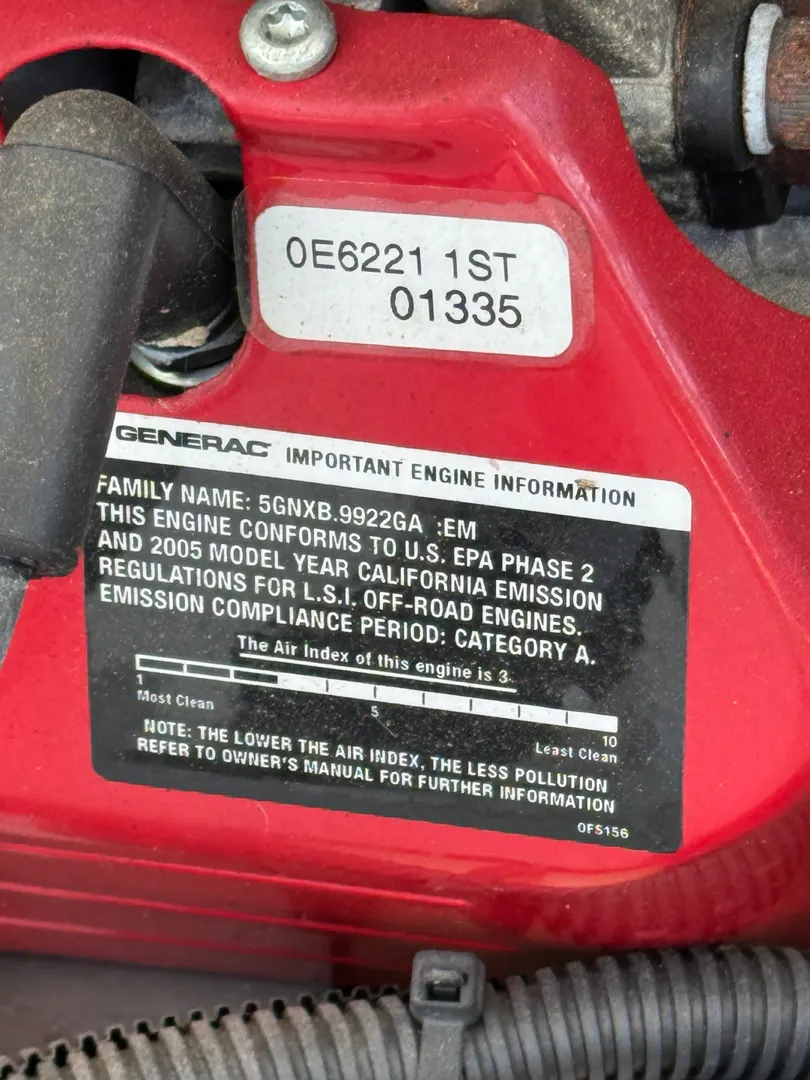 0E6221 1ST
01335
GENERAC IMPORTANT ENGINE INFORMATION
FAMILY NAME: 5GNXB.9922GA :EM
THIS ENGINE CONFORMS TO U.S. EPA PHASE 2
AND 2005 MODEL YEAR CALIFORNIA EMISSION
REGULATIONS FOR L.S.I. OFF-ROAD ENGINES.
EMISSION COMPLIANCE PERIOD: CATEGORY A.
The Air Index of this engine is 3
1 5 10
Most Clean Least Clean
NOTE: THE LOWER THE AIR INDEX, THE LESS POLLUTION
REFER TO OWNER'S MANUAL FOR FURTHER INFORMATION
0FS156